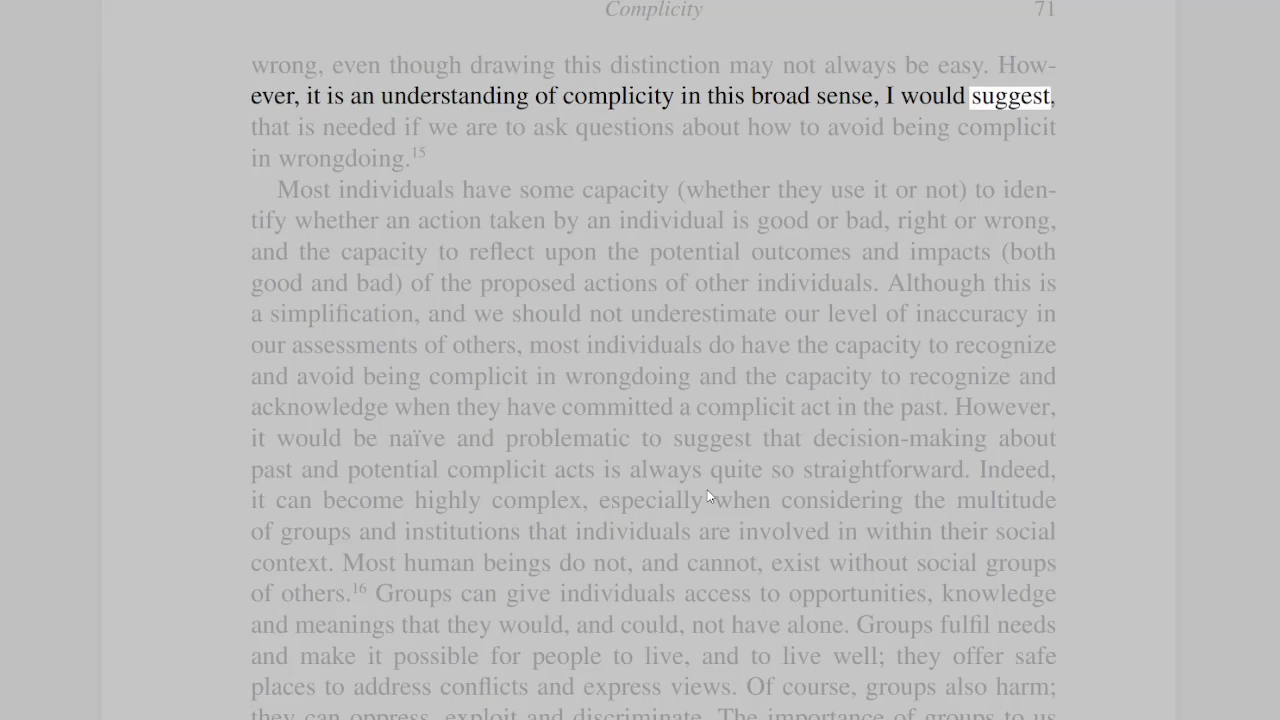 Complicity 71
wrong, even though drawing this distinction may not always be easy. How-
ever, it is an understanding of complicity in this broad sense, I would suggest,
that is needed if we are to ask questions about how to avoid being complicit
in wrongdoing.15
Most individuals have some capacity (whether they use it or not) to iden-
tify whether an action taken by an individual is good or bad, right or wrong,
and the capacity to reflect upon the potential outcomes and impacts (both
good and bad) of the proposed actions of other individuals. Although this is
a simplification, and we should not underestimate our level of inaccuracy in
our assessments of others, most individuals do have the capacity to recognize
and avoid being complicit in wrongdoing and the capacity to recognize and
acknowledge when they have committed a complicit act in the past. However,
it would be naïve and problematic to suggest that decision-making about
past and potential complicit acts is always quite so straightforward. Indeed,
it can become highly complex, especially when considering the multitude
of groups and institutions that individuals are involved in within their social
context. Most human beings do not, and cannot, exist without social groups
of others.16 Groups can give individuals access to opportunities, knowledge
and meanings that they would, and could, not have alone. Groups fulfil needs
and make it possible for people to live, and to live well; they offer safe
places to address conflicts and express views. Of course, groups also harm;
they can oppress, exploit and discriminate. The importance of groups to us